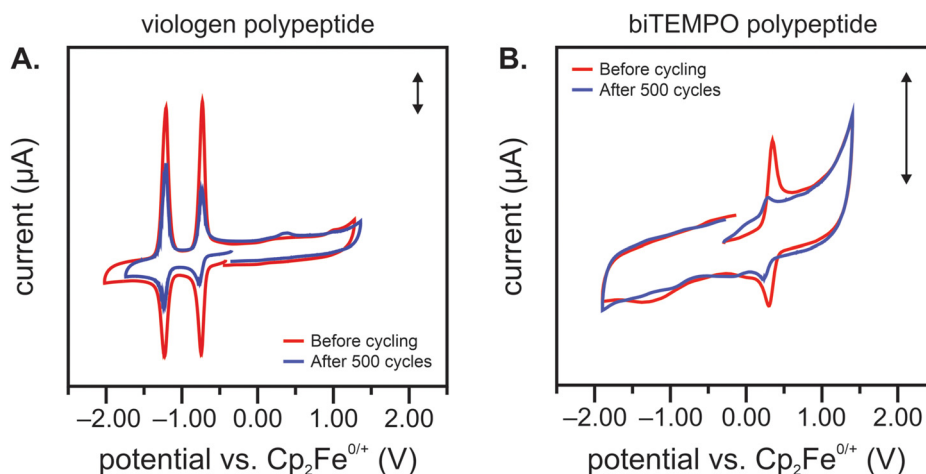 viologen polypeptide
A.
current (μA)
Before cycling
After 500 cycles
–2.00 –1.00 0.00 1.00 2.00
potential vs. Cp₂Fe⁰ᐟ⁺ (V)
biTEMPO polypeptide
B.
Before cycling
After 500 cycles
current (μA)
–2.00 –1.00 0.00 1.00 2.00
potential vs. Cp₂Fe⁰ᐟ⁺ (V)